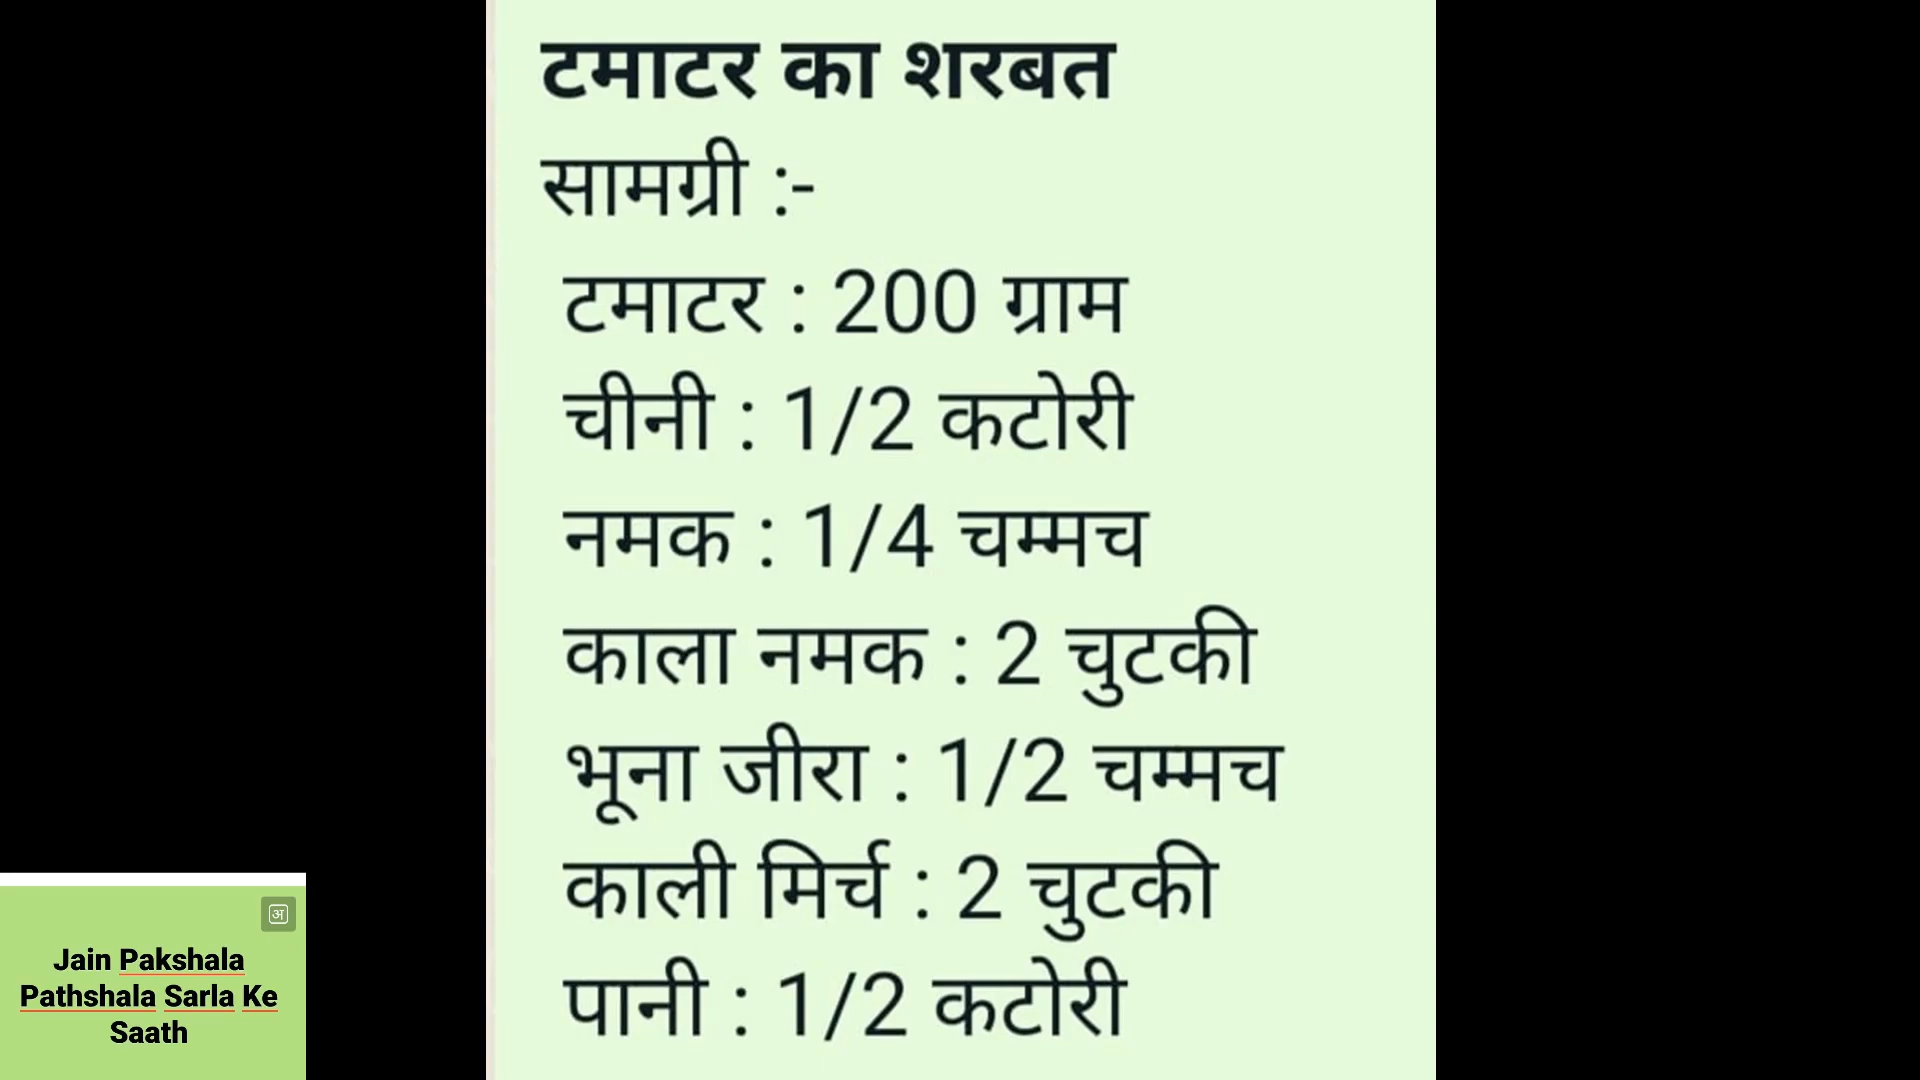 टमाटर का शरबत
सामग्री :-
टमाटर : 200 ग्राम
चीनी : 1/2 कटोरी
नमक : 1/4 चम्मच
काला नमक : 2 चुटकी
भूना जीरा : 1/2 चम्मच
काली मिर्च : 2 चुटकी
पानी : 1/2 कटोरी
अ
Jain Pakshala
Pathshala Sarla Ke
Saath